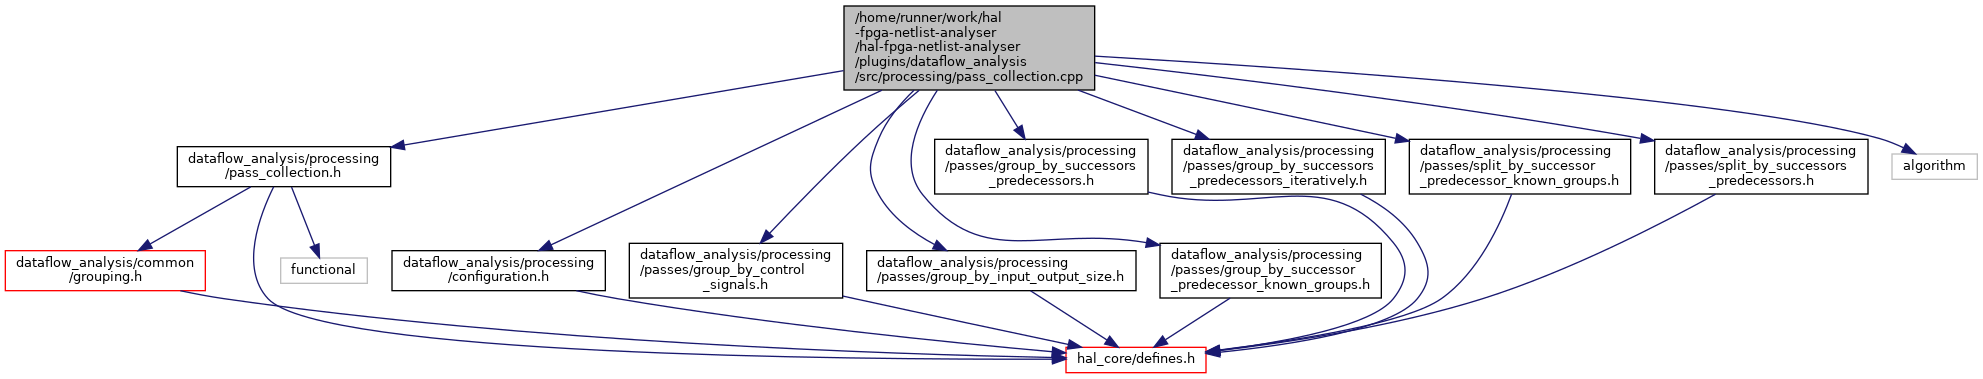 /home/runner/work/hal
-fpga-netlist-analyser
/hal-fpga-netlist-analyser
/plugins/dataflow_analysis
/src/processing/pass_collection.cpp
dataflow_analysis/processing
/pass_collection.h
dataflow_analysis/processing
/passes/group_by_successors
_predecessors.h
dataflow_analysis/processing
/passes/group_by_successors
_predecessors_iteratively.h
dataflow_analysis/processing
/passes/split_by_successor
_predecessor_known_groups.h
dataflow_analysis/processing
/passes/split_by_successors
_predecessors.h
algorithm
dataflow_analysis/common
/grouping.h
functional
dataflow_analysis/processing
/configuration.h
dataflow_analysis/processing
/passes/group_by_control
_signals.h
dataflow_analysis/processing
/passes/group_by_input_output_size.h
dataflow_analysis/processing
/passes/group_by_successor
_predecessor_known_groups.h
hal_core/defines.h